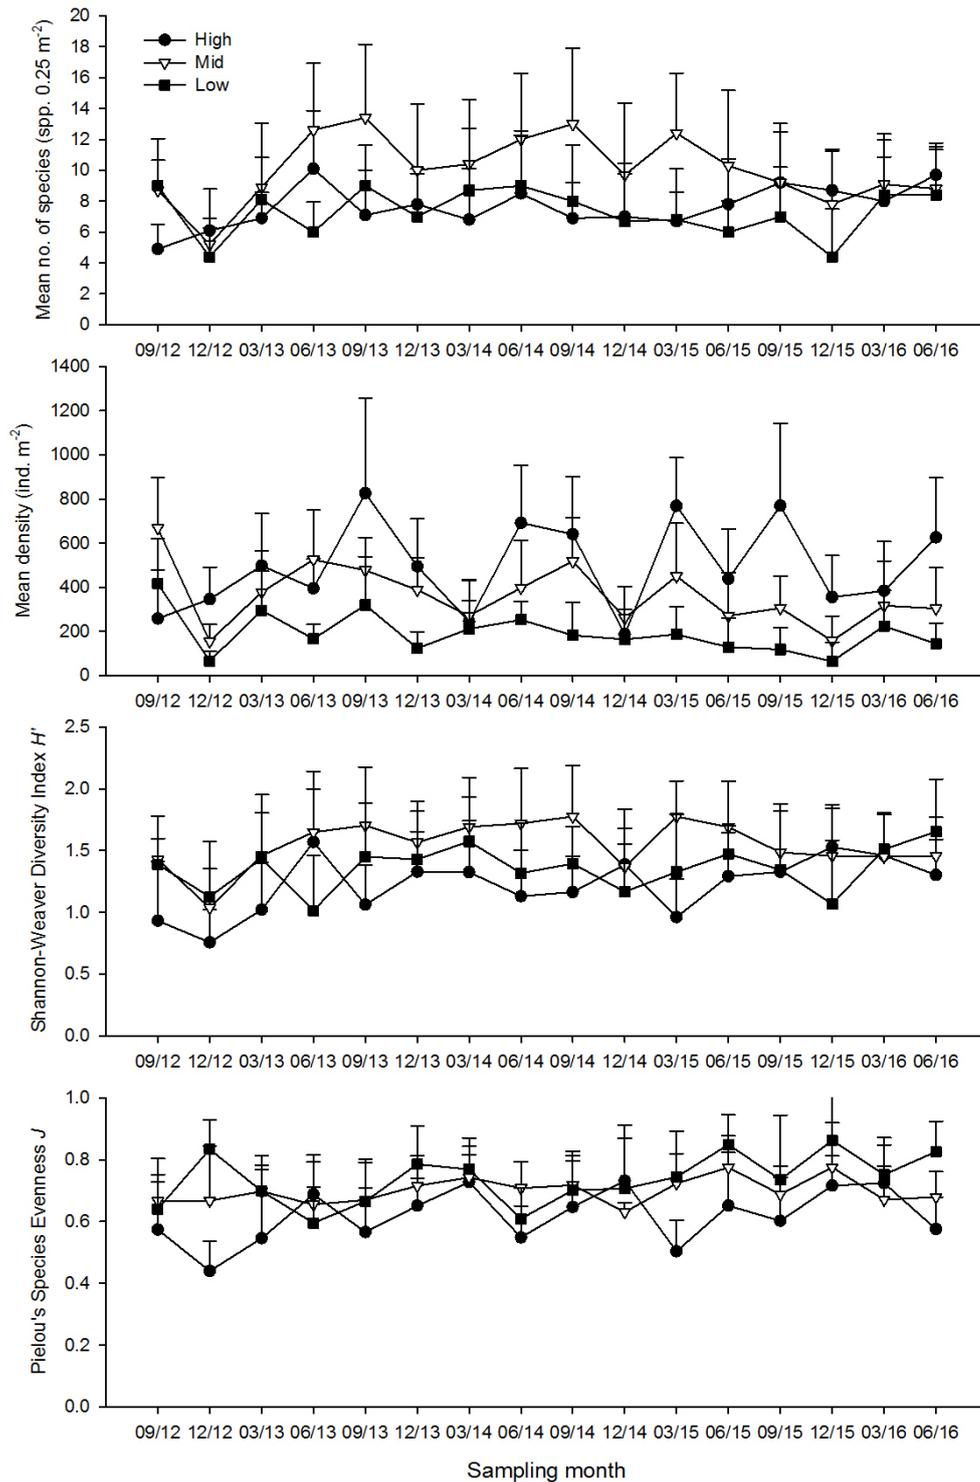 Mean no. of species (spp. 0.25 m-2)
20
18
16
14
12
10
8
6
4
2
0
High
Mid
Low
09/12 12/12 03/13 06/13 09/13 12/13 03/14 06/14 09/14 12/14 03/15 06/15 09/15 12/15 03/16 06/16
Mean density (ind. m-2)
1400
1200
1000
800
600
400
200
0
09/12 12/12 03/13 06/13 09/13 12/13 03/14 06/14 09/14 12/14 03/15 06/15 09/15 12/15 03/16 06/16
Shannon-Weaver Diversity Index H'
2.5
2.0
1.5
1.0
0.5
0.0
09/12 12/12 03/13 06/13 09/13 12/13 03/14 06/14 09/14 12/14 03/15 06/15 09/15 12/15 03/16 06/16
Pielou's Species Evenness J
1.0
0.8
0.6
0.4
0.2
0.0
09/12 12/12 03/13 06/13 09/13 12/13 03/14 06/14 09/14 12/14 03/15 06/15 09/15 12/15 03/16 06/16
Sampling month